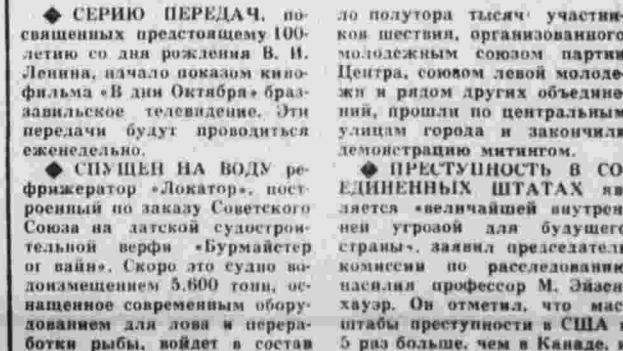 ◆ СЕРИЮ ПЕРЕДАЧ, по-
священных предстоящему 100-
летию со дня рождения В. И.
Ленина, начало показом кино-
фильма «В дни Октября» браз-
завильское телевидение. Эти
передачи будут проводиться
еженедельно.
◆ СПУЩЕН НА ВОДУ ре-
фрижератор «Локатор», пост-
роенный по заказу Советского
Союза на датской судострои-
тельной верфи «Бурмайстер
ог вайн». Скоро это судно во-
доизмещением 5.600 тонн, ос-
нащенное современным обору-
дованием для лова и перера-
ботки рыбы, войдет в состав
ло полутора тысяч участни-
ков шествия, организованного
молодежным союзом партии
Центра, союзом левой молоде-
жи и рядом других объедине-
ний, прошли по центральным
улицам города и закончили
демонстрацию митингом.
◆ ПРЕСТУПНОСТЬ В СО
ЕДИНЕННЫХ ШТАТАХ яв
ляется «величайшей внутрен
ней угрозой для будущего
страны», заявил председатель
комиссии по расследованию
насилия профессор М. Эйзен
хауэр. Он отметил, что мас
штабы преступности в США в
5 раз больше, чем в Канаде, и